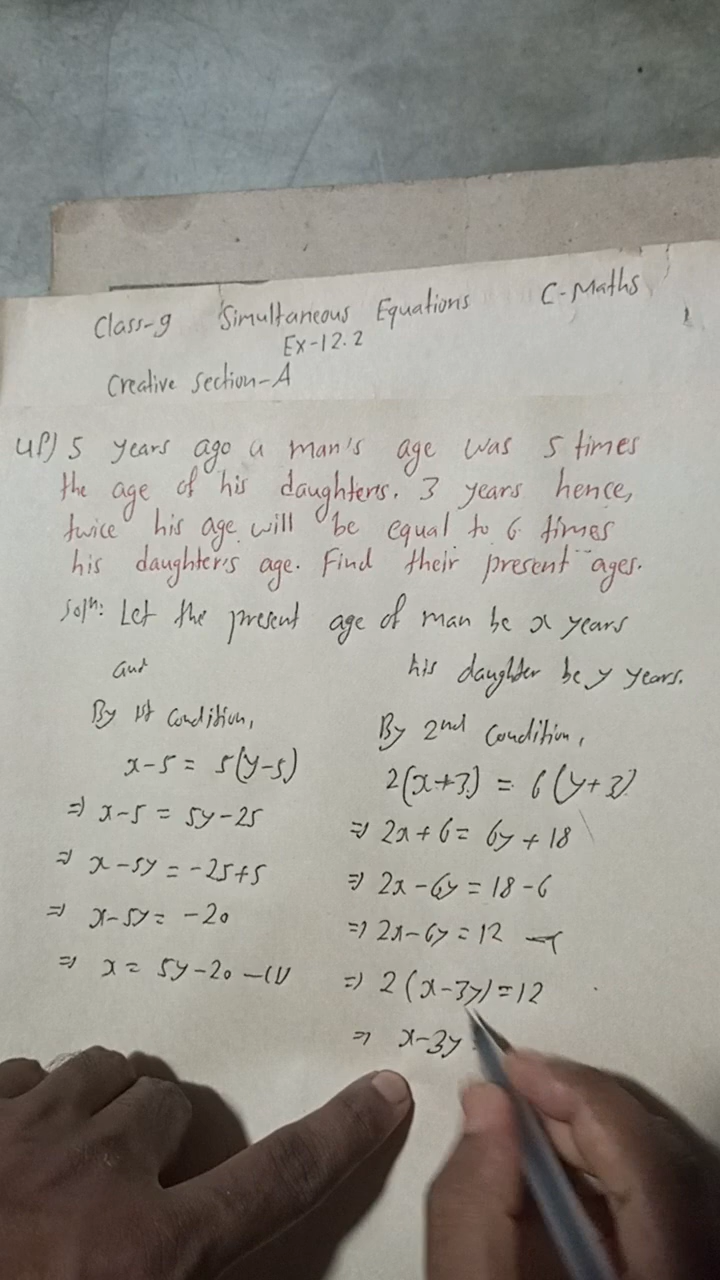 Class-9 Simultaneous Equations C-Maths
Ex-12.2
Creative Section-A
5 years ago a man's age was 5 times
the age of his daughters. 3 years hence,
twice his age will be equal to 6 times
his daughter's age. Find their present ages.
Solⁿ: Let the present age of man be x years
and his daughter be y years.
By 1st Condition,
x-5 = 5(y-5)
=> x-5 = 5y-25
=> x-5y = -25+5
=> x-5y = -20
=> x = 5y-20 -(1)
By 2nd Condition,
2(x+3) = 6(y+3)
=> 2x+6 = 6y+18
=> 2x-6y = 18-6
=> 2x-6y = 12
=> 2(x-3y)=12
=> x-3y